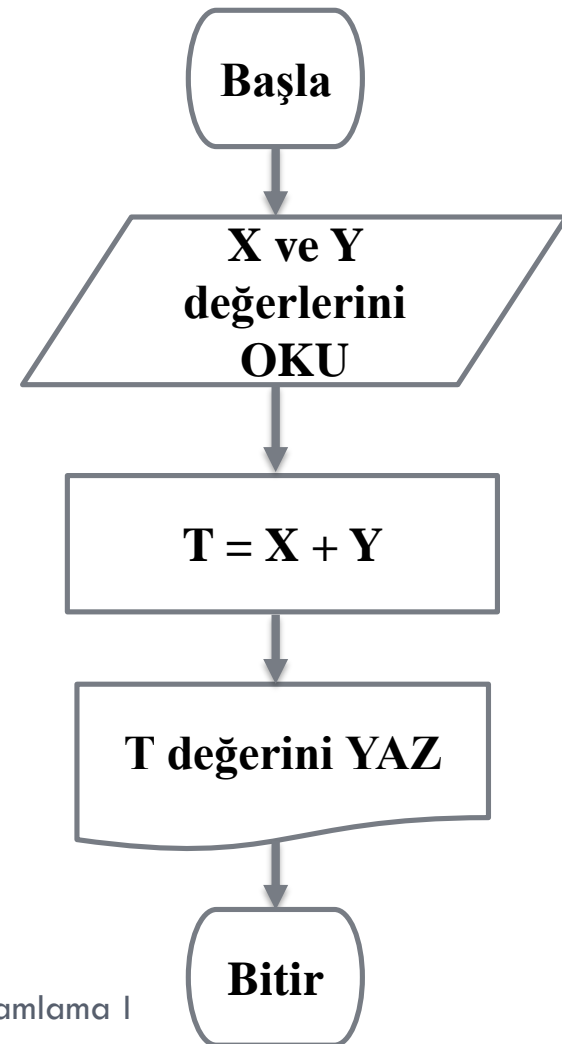 Başla
X ve Y
değerlerini
OKU
T = X + Y
T değerini YAZ
Bitir
amlama I